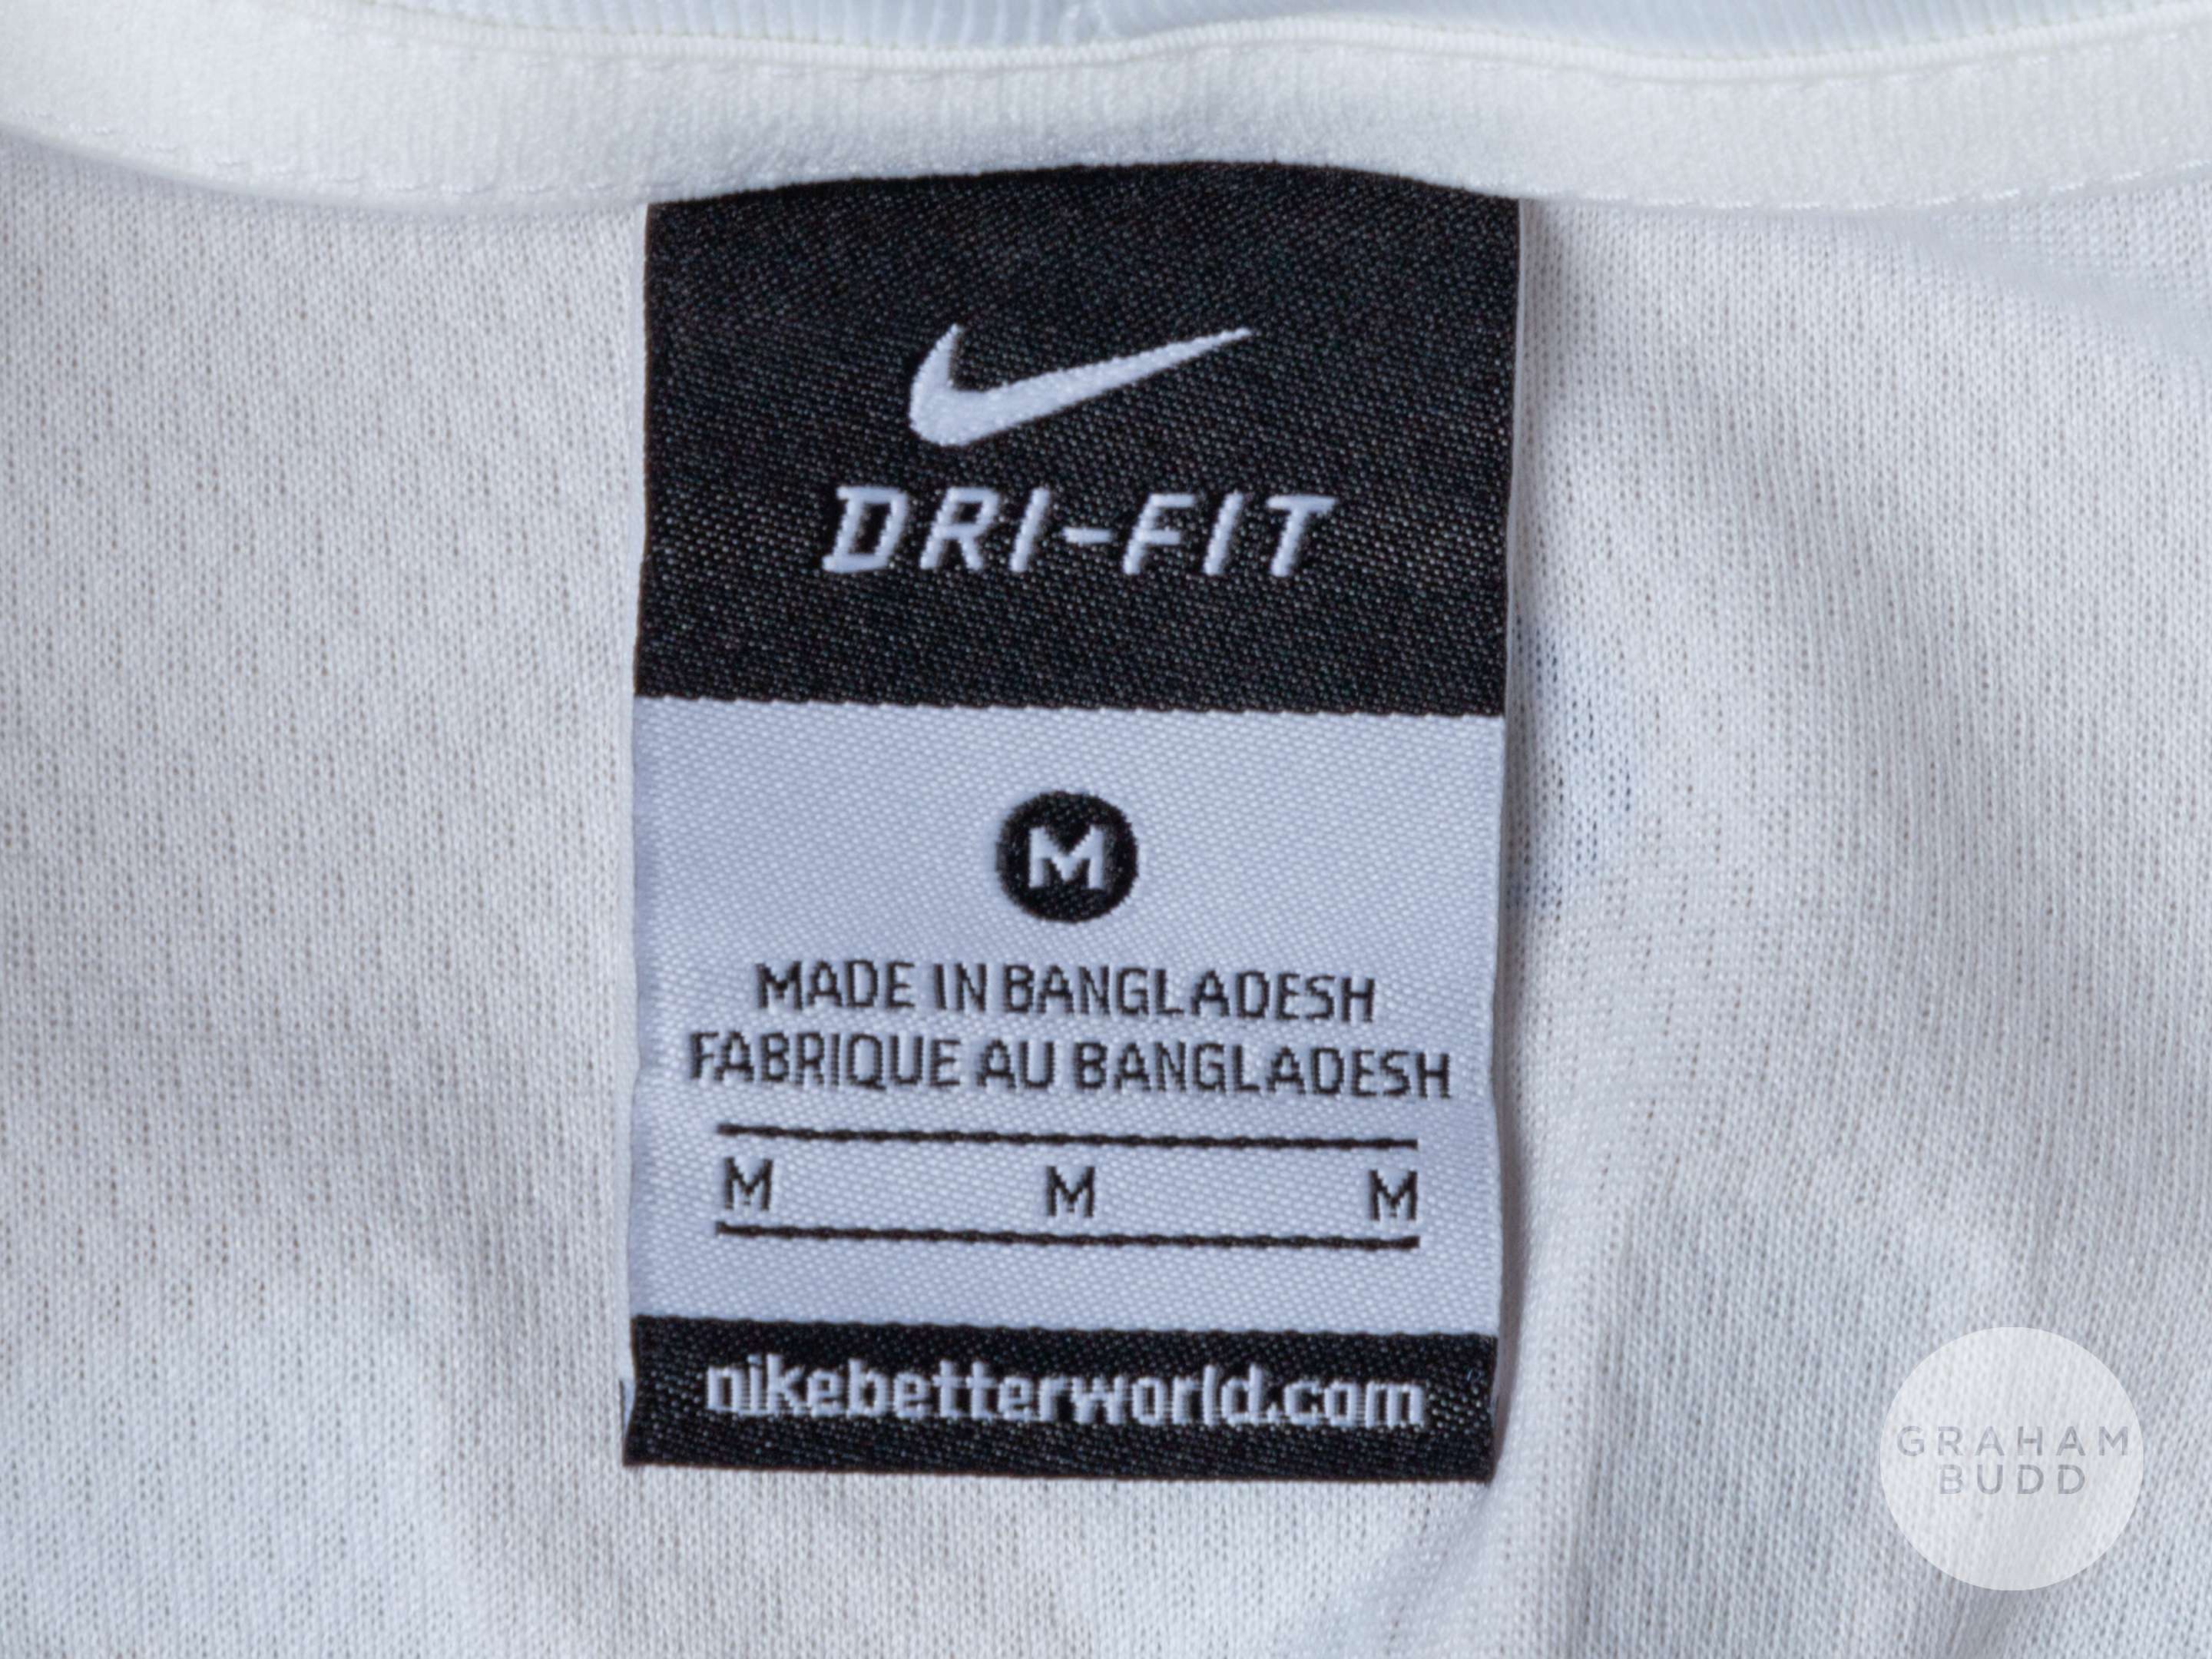 DRI-FIT
M
MADE IN BANGLADESH
FABRIQUE AU BANGLADESH
M M M
nikebetterworld.com
GRAHAM
BUDD